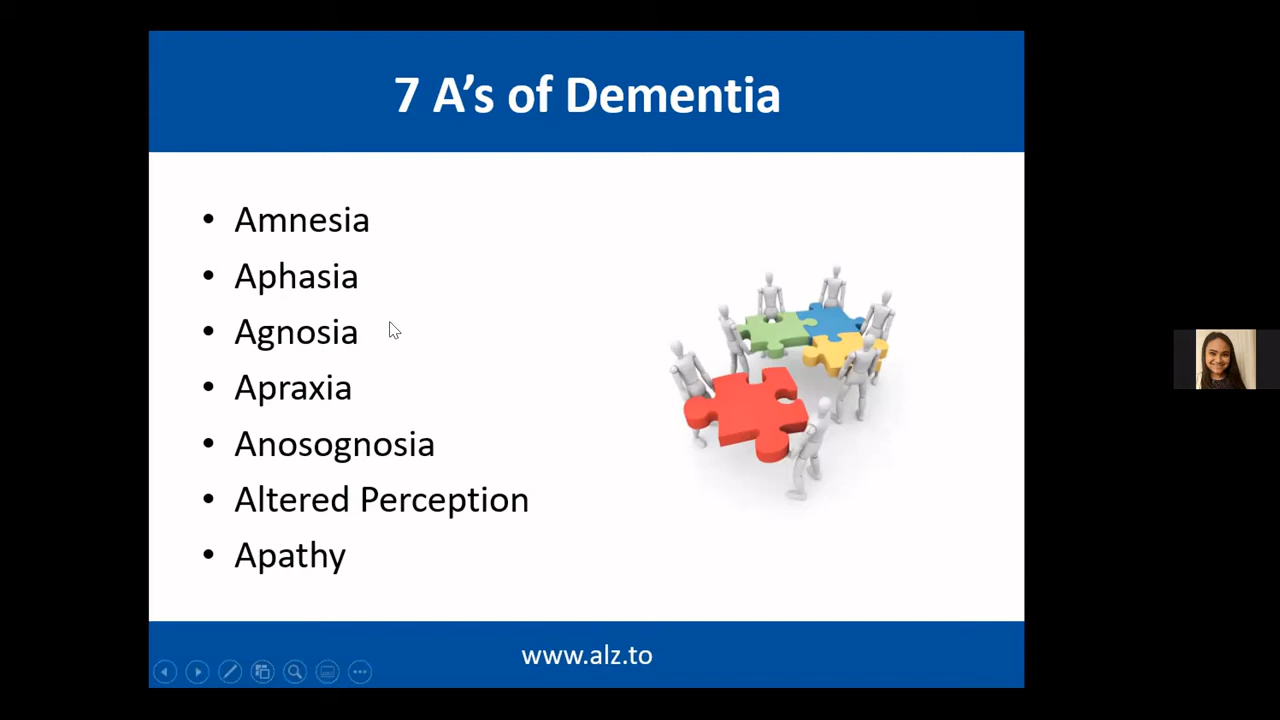 7 A’s of Dementia
• Amnesia
• Aphasia
• Agnosia
• Apraxia
• Anosognosia
• Altered Perception
• Apathy
www.alz.to